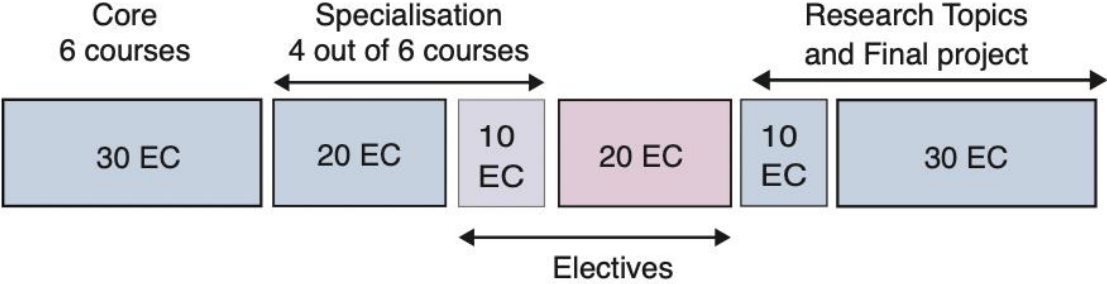 Core
6 courses
Specialisation
4 out of 6 courses
Research Topics
and Final project
30 EC
20 EC
10
EC
20 EC
10
EC
30 EC
Electives